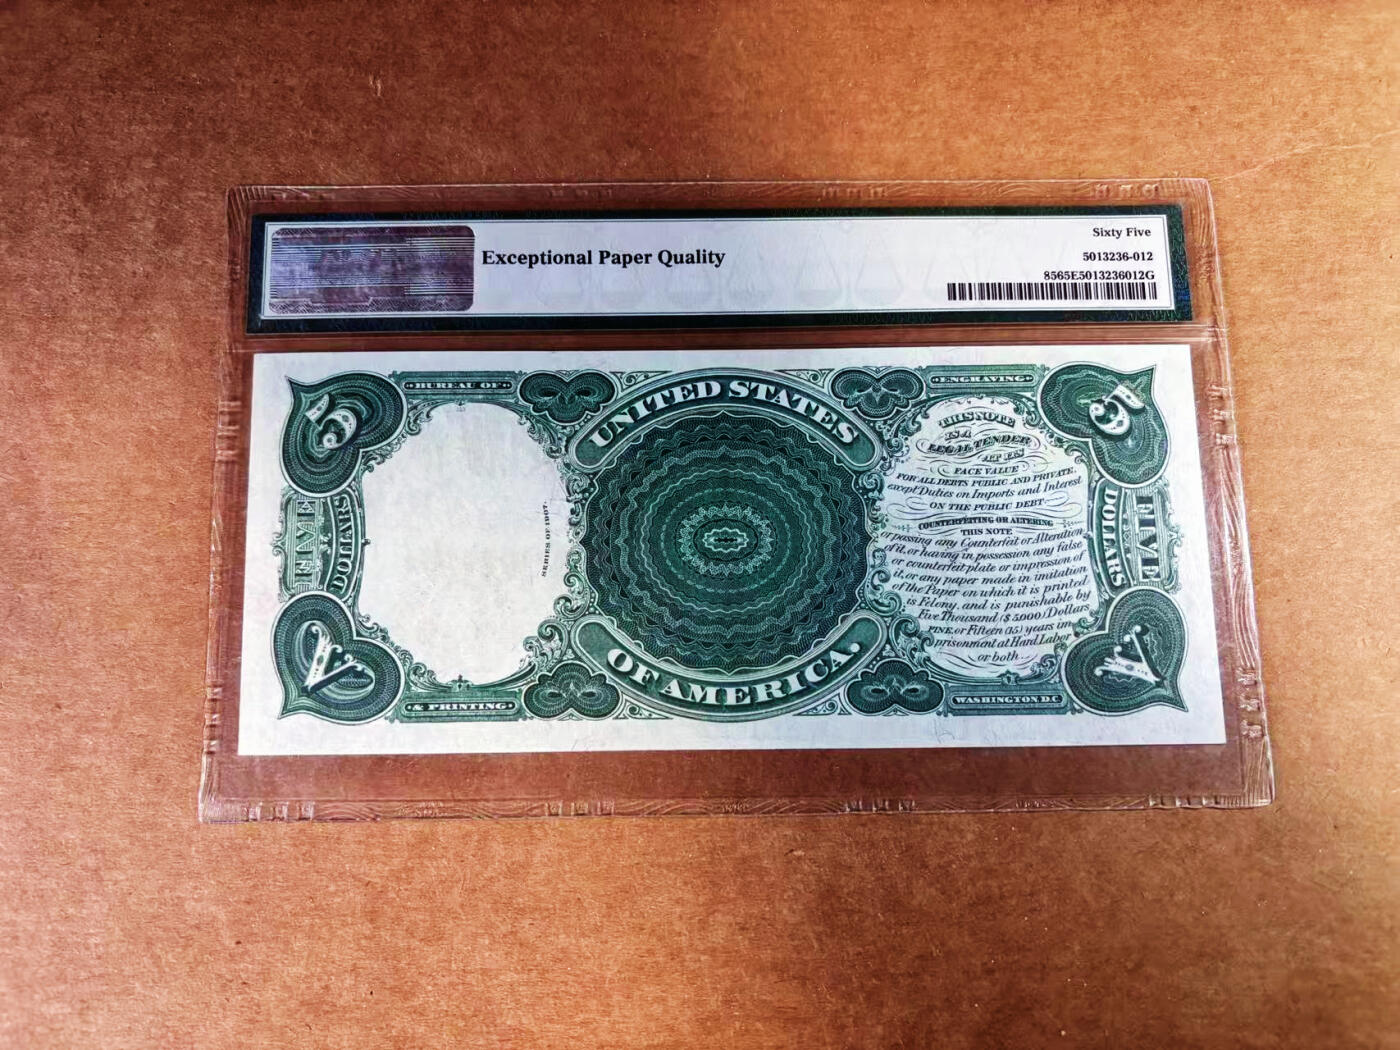 Exceptional Paper Quality
Sixty Five
5013236-012
8565E5013236012G
BUREAU OF
ENGRAVING
& PRINTING
WASHINGTON D.C
UNITED STATES
OF AMERICA.
5
5
FIVE
DOLLARS
FIVE
DOLLARS
V
V
SERIES OF 1907.
THIS NOTE
IS A
LEGAL TENDER
AT ITS
FACE VALUE
FOR ALL DEBTS PUBLIC AND PRIVATE,
except Duties on Imports and Interest
ON THE PUBLIC DEBT
COUNTERFEITING OR ALTERING
THIS NOTE
or passing any Counterfeit or Alteration
of it, or having in possession any false
or counterfeit plate or impression of
it, or any paper made in imitation
of the Paper on which it is printed
is Felony, and is punishable by
Five Thousand ($ 5,000) Dollars
FINE, or Fifteen (15) years im
prisonment at Hard Labor
or both